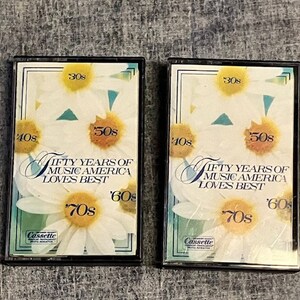 '30s
'40s
'50s
FIFTY YEARS OF
MUSIC AMERICA
LOVES BEST
'60s
'70s
Cassette
'30s
'40s
'50s
FIFTY YEARS OF
MUSIC AMERICA
LOVES BEST
'60s
'70s
Cassette